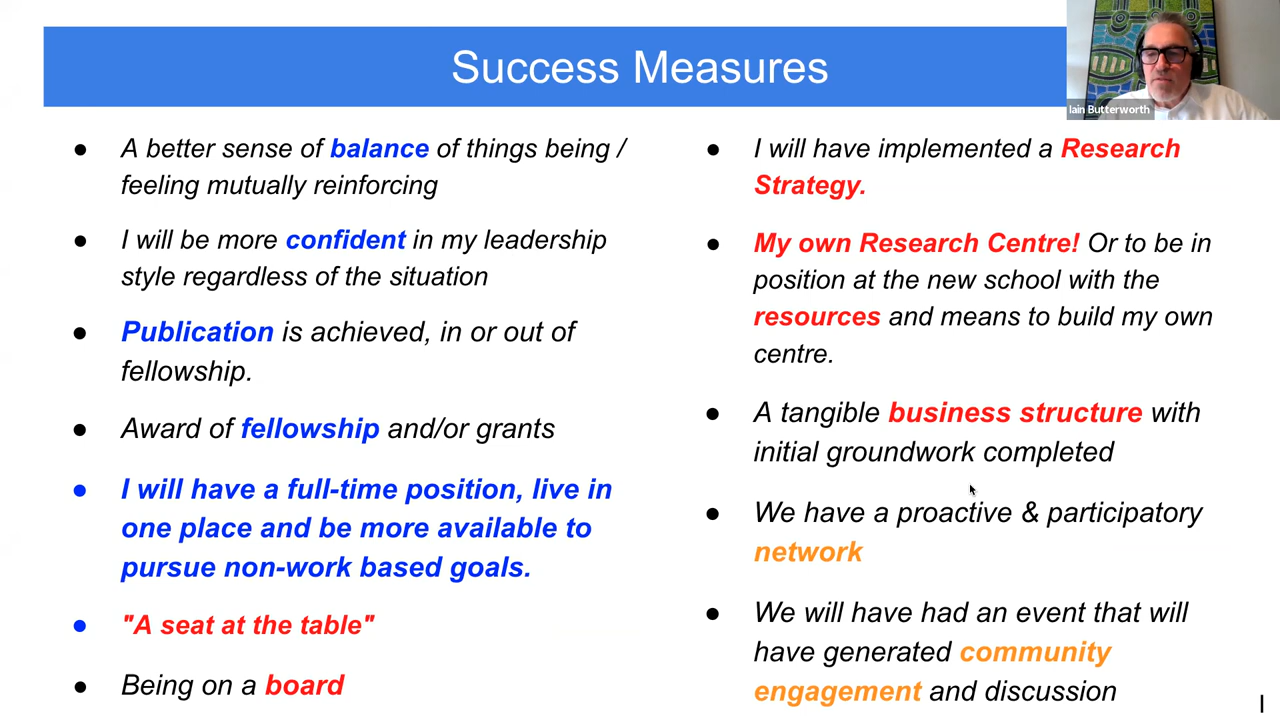 Success Measures
Iain Butterworth
● A better sense of balance of things being /
feeling mutually reinforcing
● I will be more confident in my leadership
style regardless of the situation
● Publication is achieved, in or out of
fellowship.
● Award of fellowship and/or grants
● I will have a full-time position, live in
one place and be more available to
pursue non-work based goals.
● "A seat at the table"
● Being on a board
● I will have implemented a Research
Strategy.
● My own Research Centre! Or to be in
position at the new school with the
resources and means to build my own
centre.
● A tangible business structure with
initial groundwork completed
● We have a proactive & participatory
network
● We will have had an event that will
have generated community
engagement and discussion